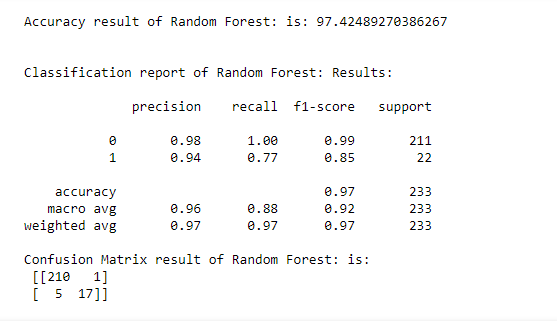 Accuracy result of Random Forest: is: 97.42489270386267
Classification report of Random Forest: Results:
precision recall f1-score support
0 0.98 1.00 0.99 211
1 0.94 0.77 0.85 22
accuracy 0.97 233
macro avg 0.96 0.88 0.92 233
weighted avg 0.97 0.97 0.97 233
Confusion Matrix result of Random Forest: is:
[[210 1]
[ 5 17]]